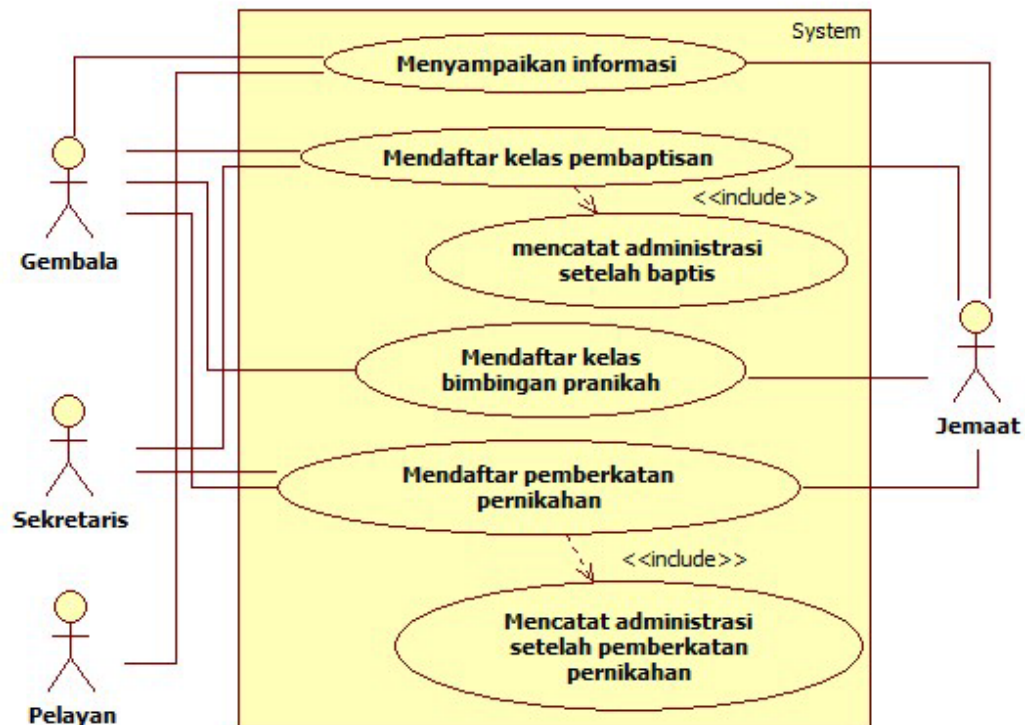 System
Menyampaikan informasi
Mendaftar kelas pembaptisan
<<include>>
mencatat administrasi
setelah baptis
Gembala
Mendaftar kelas
bimbingan pranikah
Jemaat
Mendaftar pemberkatan
pernikahan
Sekretaris
<<include>>
Mencatat administrasi
setelah pemberkatan
pernikahan
Pelayan